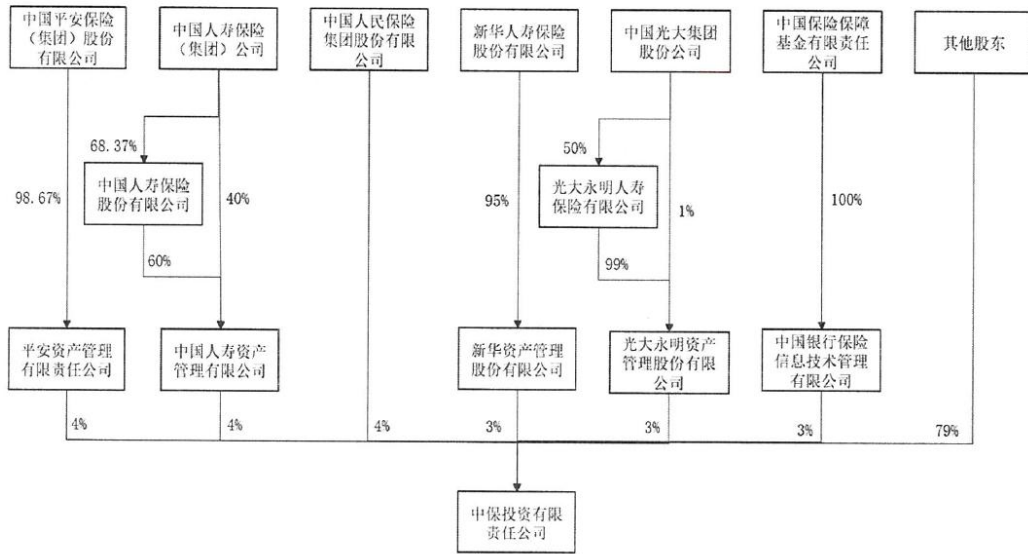 中国平安保险
（集团）股份
有限公司
中国人寿保险
（集团）公司
中国人民保险
集团股份有限
公司
新华人寿保险
股份有限公司
中国光大集团
股份公司
中国保险保障
基金有限责任
公司
其他股东
68.37%
50%
中国人寿保险
股份有限公司
光大永明人寿
保险有限公司
98.67%
40%
95%
1%
100%
60%
99%
平安资产管理
有限责任公司
中国人寿资产
管理有限公司
新华资产管理
股份有限公司
光大永明资产
管理股份有限
公司
中国银行保险
信息技术管理
有限公司
4%
4%
4%
3%
3%
3%
79%
中保投资有限
责任公司